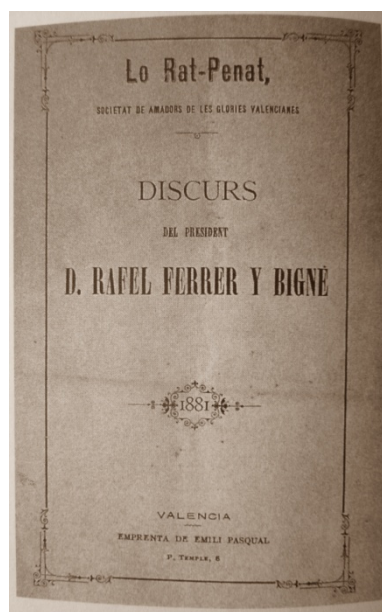 Lo Rat-Penat,
SOCIETAT DE AMADORS DE LES GLORIES VALENCIANES
DISCURS
DEL PRESIDENT
D. RAFEL FERRER Y BIGNÉ
1881
VALENCIA
EMPRENTA DE EMILI PASQUAL
P. TEMPLE, 6